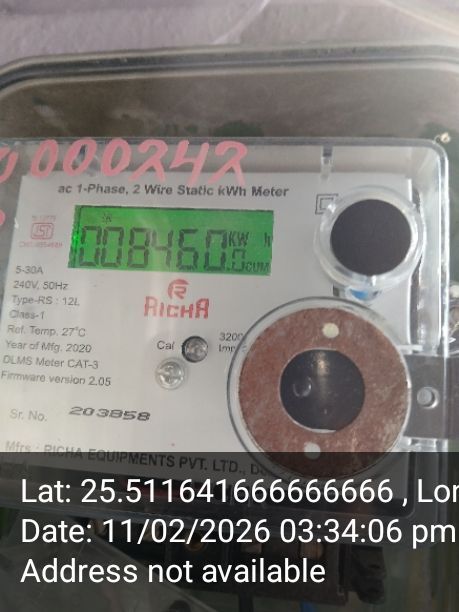 000242
ac 1-Phase, 2 Wire Static kWh Meter
008460.0 KW h
CUM
5-30A
240V, 50Hz
Type-RS : 12L
Class-1
Ref. Temp. 27°C
Year of Mfg. 2020
DLMS Meter CAT-3
Firmware version 2.05
RICHA
Cal
3200
Sr. No. 203858
Mfrs : RICHA EQUIPMENTS PVT. LTD.,
Lat: 25.511641666666666 , Lon
Date: 11/02/2026 03:34:06 pm
Address not available